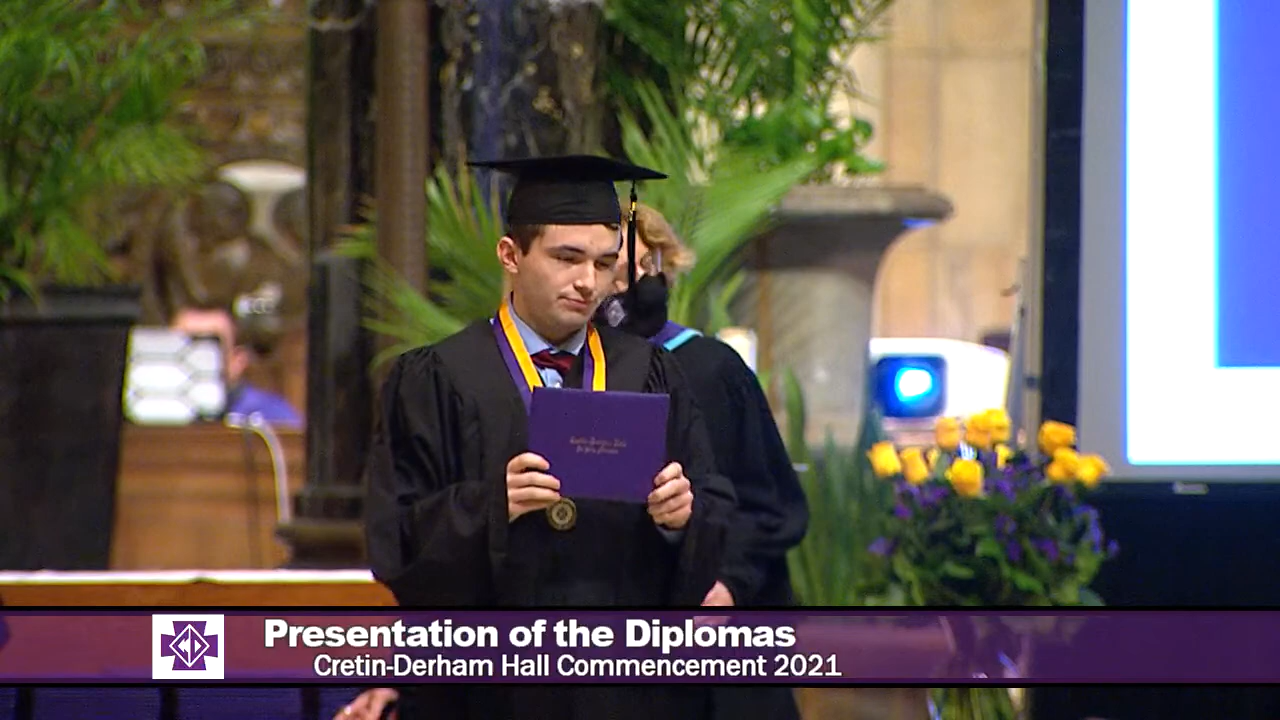 Presentation of the Diplomas
Cretin-Derham Hall Commencement 2021